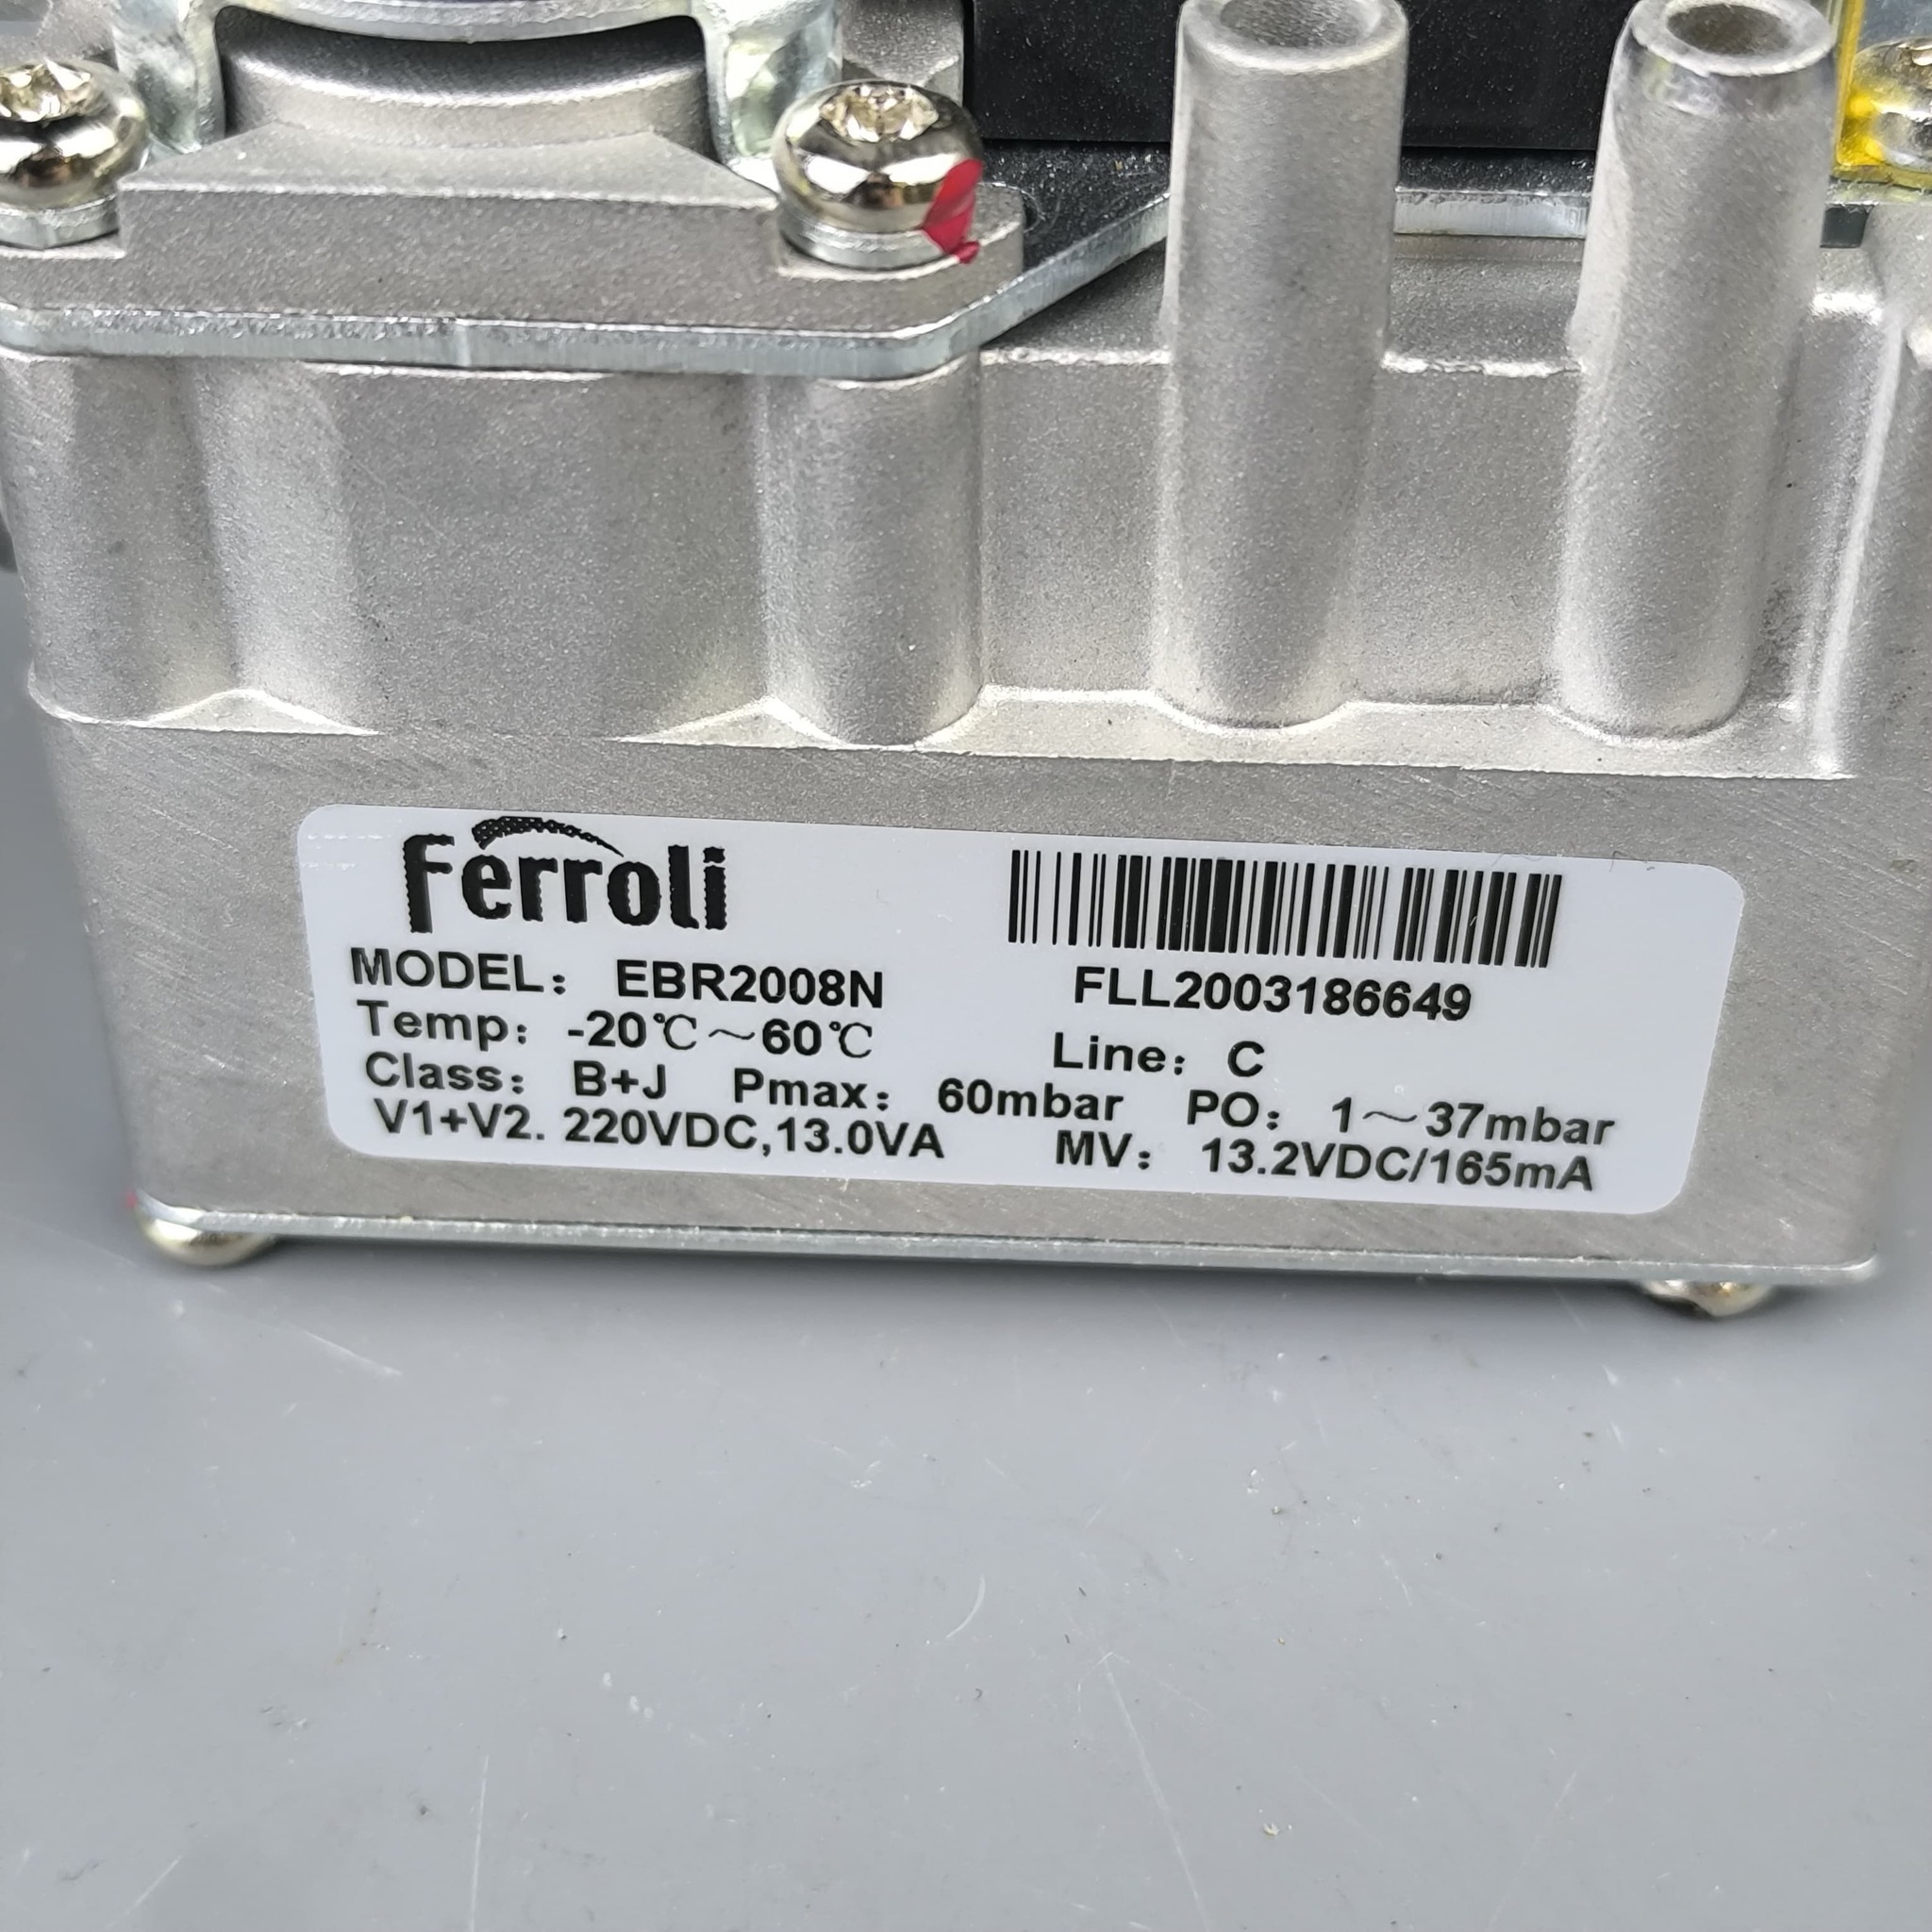 Ferroli
MODEL： EBR2008N
FLL2003186649
Temp： -20℃～60℃
Line： C
Class： B+J Pmax： 60mbar PO： 1～37mbar
V1+V2. 220VDC,13.0VA MV： 13.2VDC/165mA